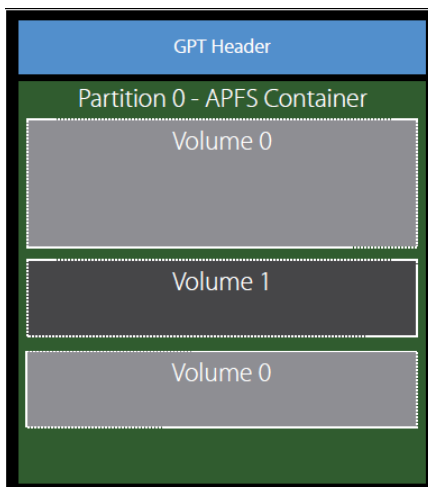 GPT Header
Partition 0 - APFS Container
Volume 0
Volume 1
Volume 0